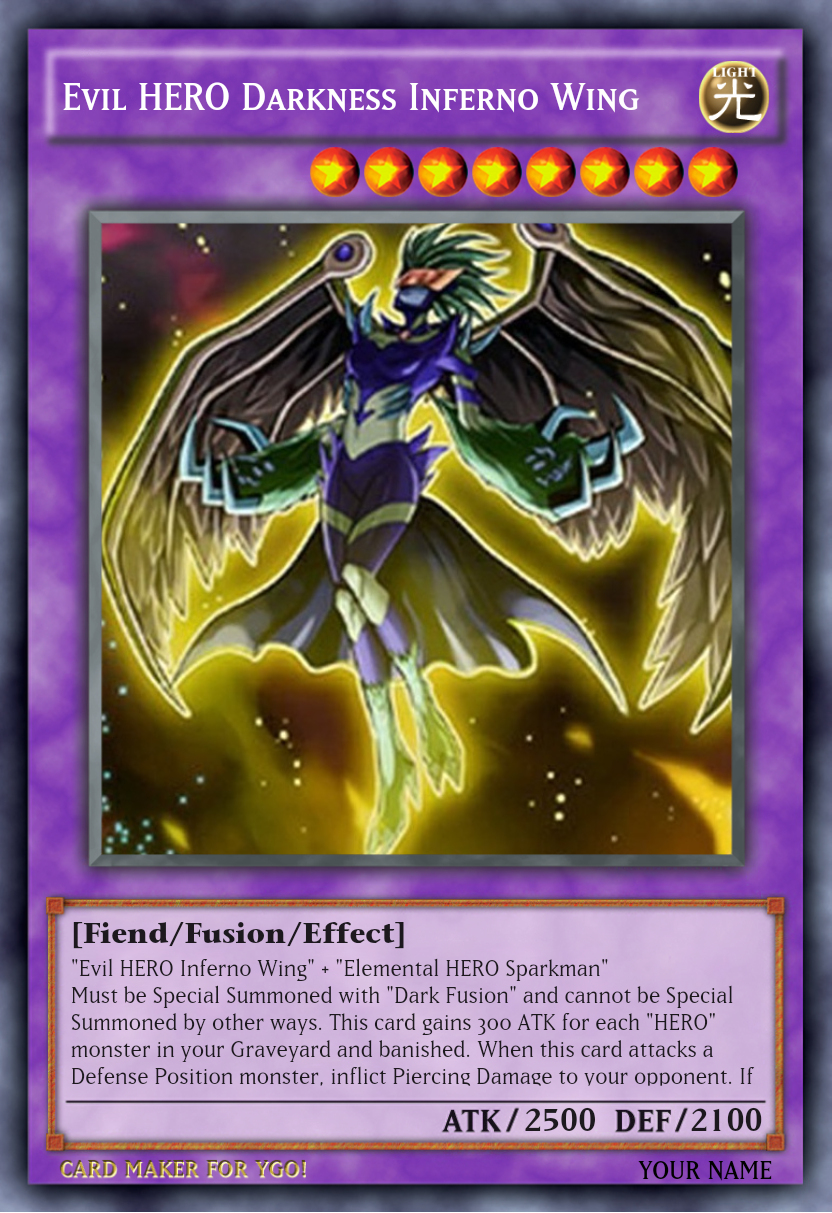 Evil HERO Darkness Inferno Wing
LIGHT
光
[Fiend/Fusion/Effect]
"Evil HERO Inferno Wing" + "Elemental HERO Sparkman"
Must be Special Summoned with "Dark Fusion" and cannot be Special
Summoned by other ways. This card gains 300 ATK for each "HERO"
monster in your Graveyard and banished. When this card attacks a
Defense Position monster, inflict Piercing Damage to your opponent. If
ATK/2500 DEF/2100
CARD MAKER FOR YGO!
YOUR NAME